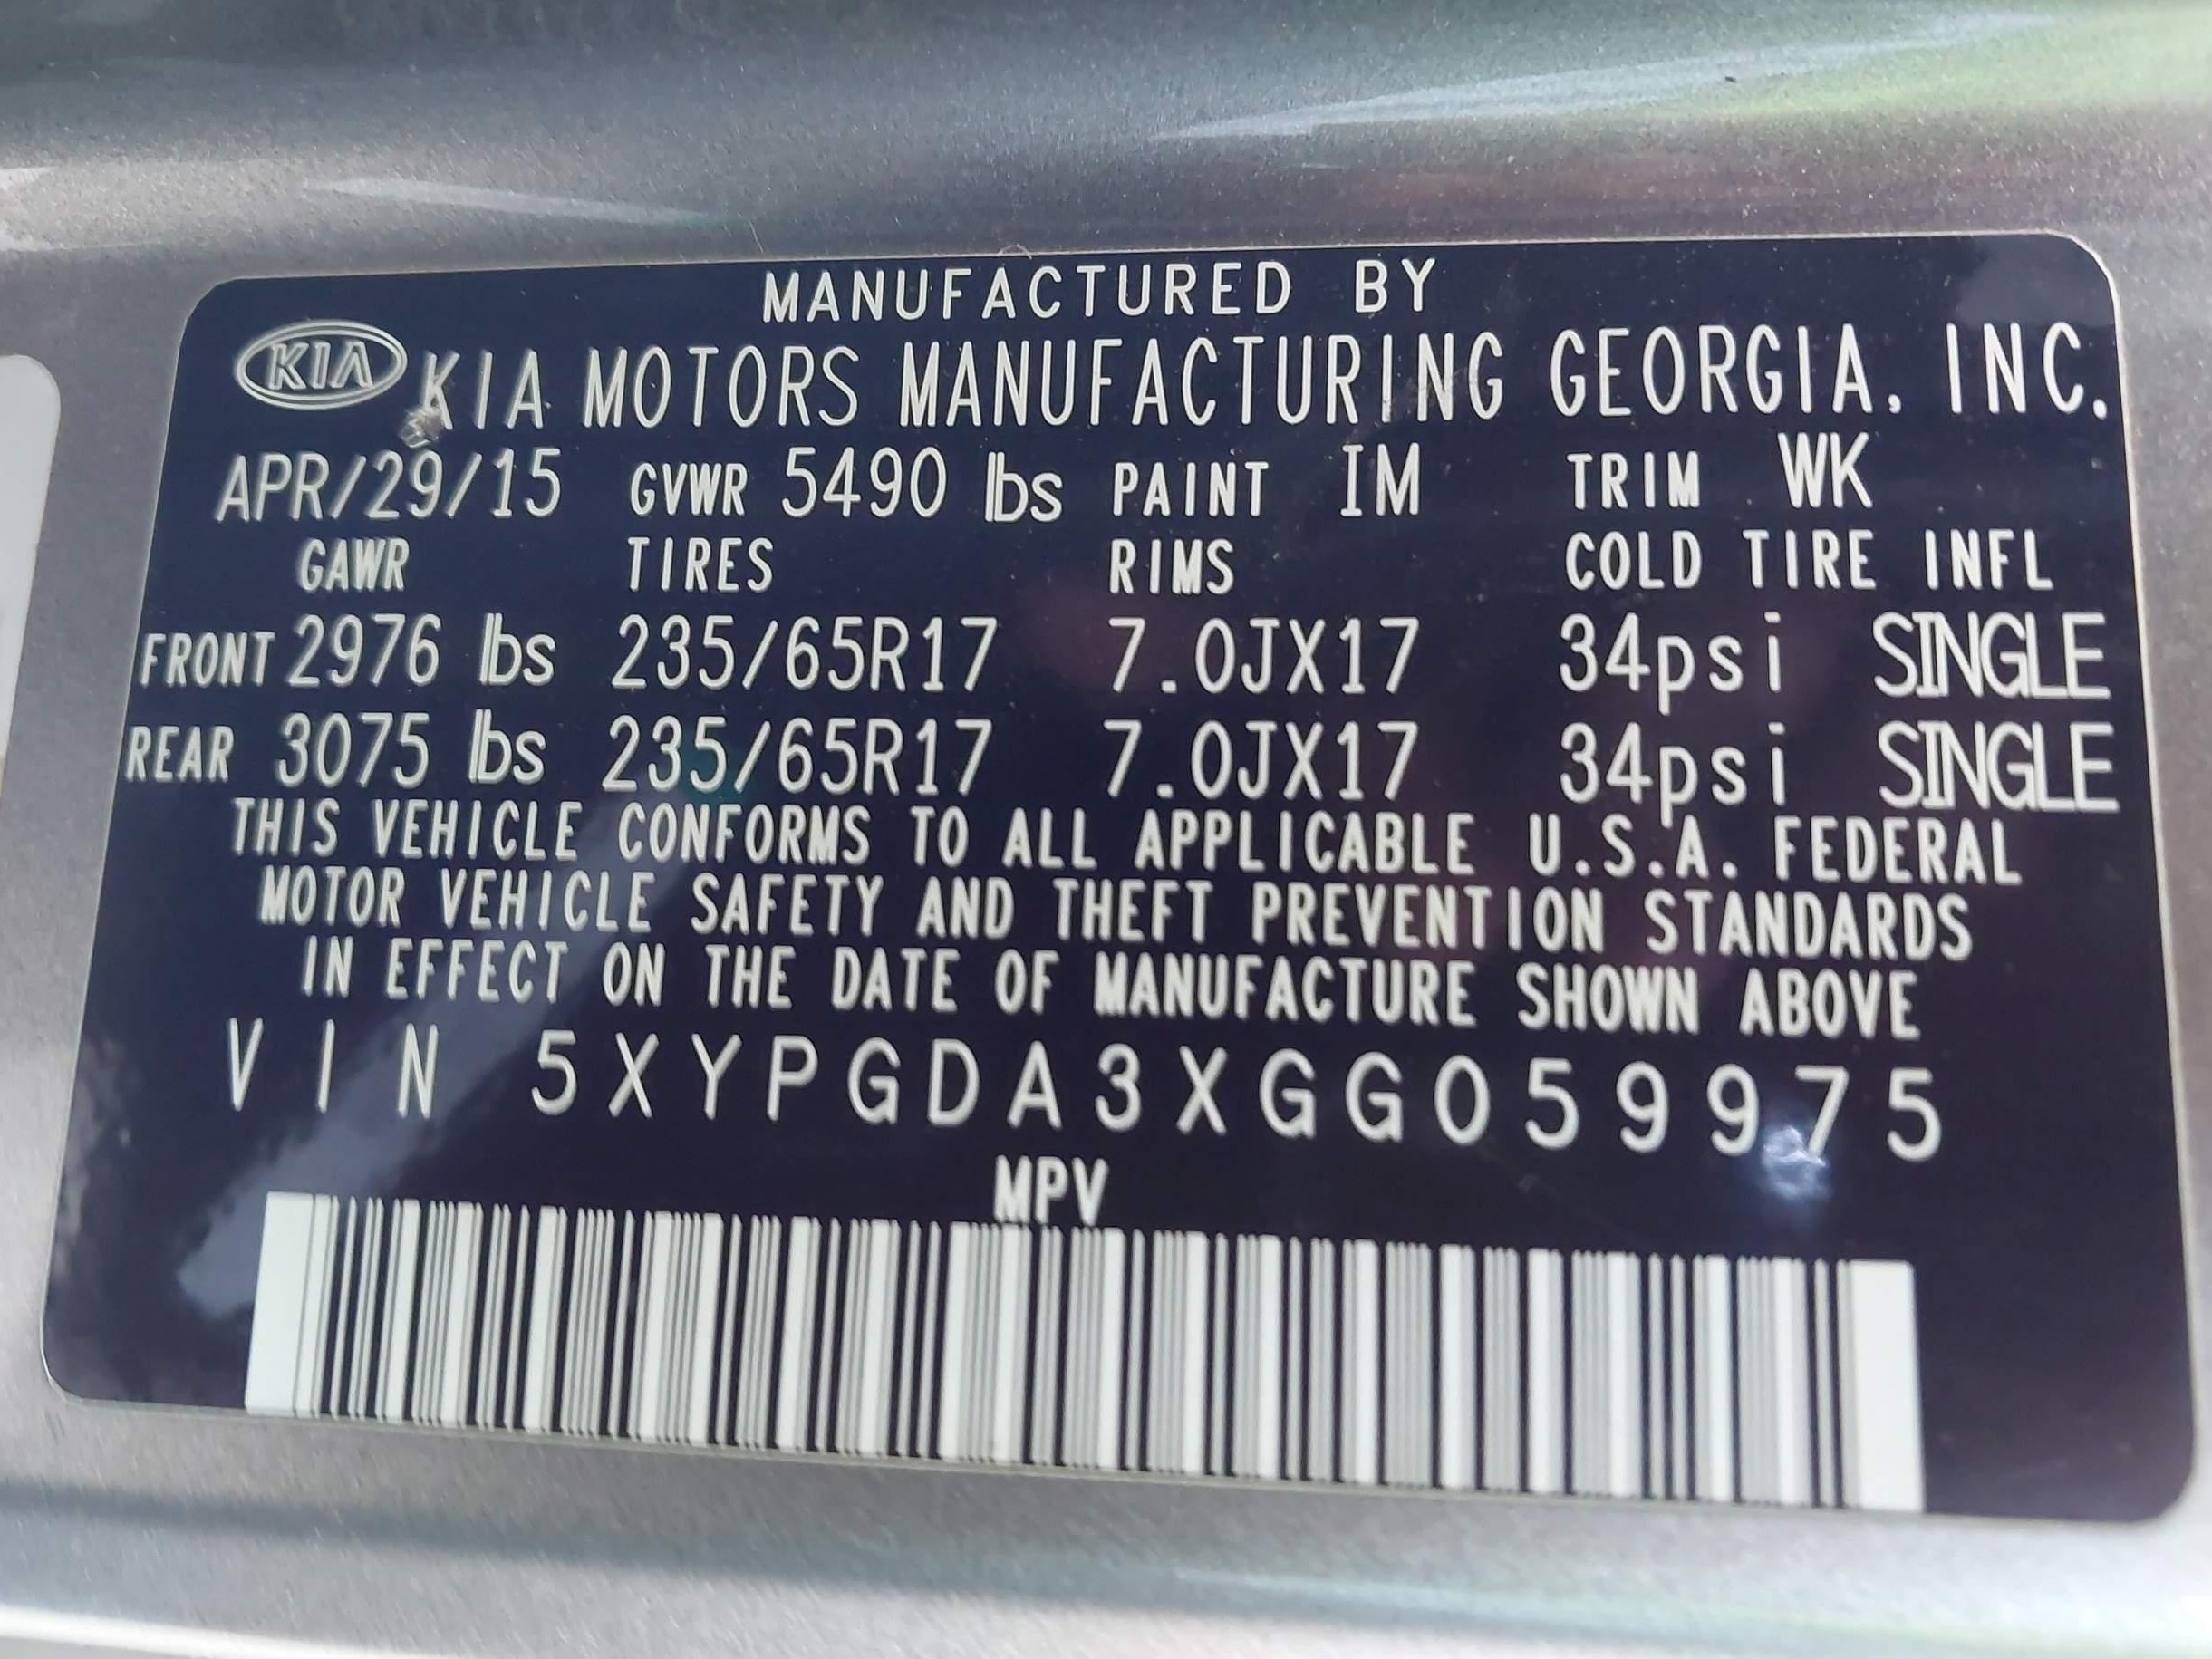 MANUFACTURED BY
KIA KIA MOTORS MANUFACTURING GEORGIA, INC.
APR/29/15 GVWR 5490 lbs PAINT IM TRIM WK
GAWR TIRES RIMS COLD TIRE INFL
FRONT 2976 lbs 235/65R17 7.0JX17 34psi SINGLE
REAR 3075 lbs 235/65R17 7.0JX17 34psi SINGLE
THIS VEHICLE CONFORMS TO ALL APPLICABLE U.S.A. FEDERAL
MOTOR VEHICLE SAFETY AND THEFT PREVENTION STANDARDS
IN EFFECT ON THE DATE OF MANUFACTURE SHOWN ABOVE
VIN 5XYPGDA3XGG059975
MPV